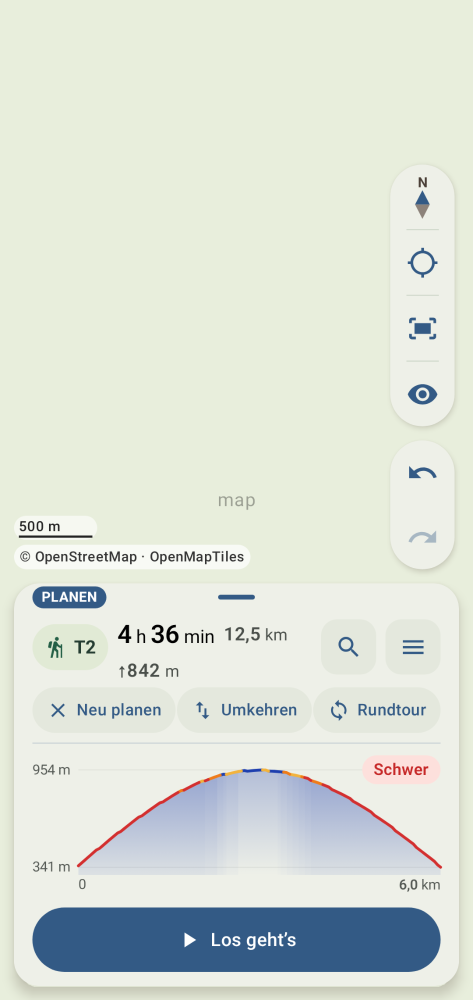 N
map
500 m
© OpenStreetMap · OpenMapTiles
PLANEN
T2 4 h 36 min 12,5 km
↑842 m
Neu planen Umkehren Rundtour
954 m Schwer
341 m
0 6,0 km
Los geht’s